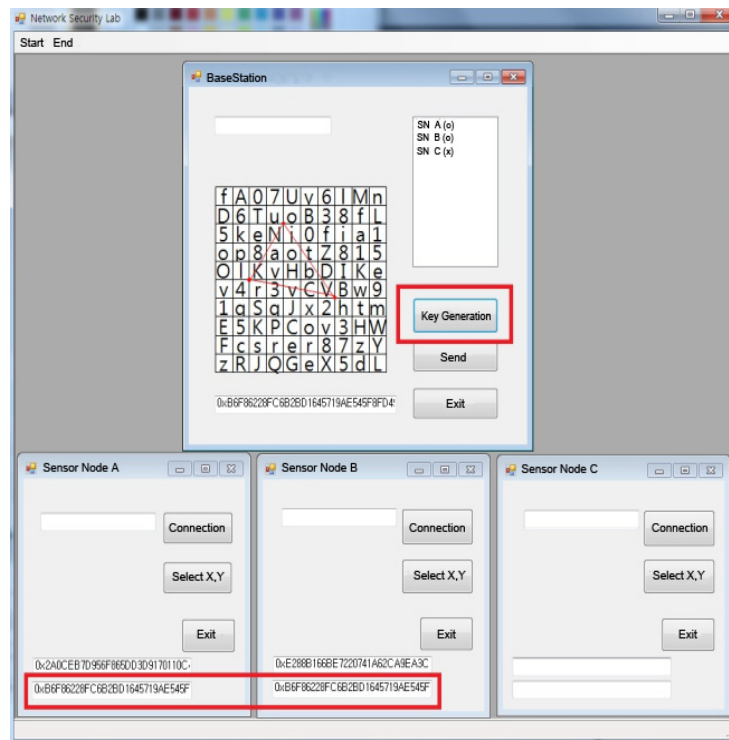 Network Security Lab
Start End
BaseStation
SN A (o)
SN B (o)
SN C (x)
f A 0 7 U v 6 l M n
D 6 T u o B 3 8 f L
5 k e N i 0 f i a 1
o p 8 a o t Z 8 1 5
O l K v H b D I K e
v 4 r 3 v C V B w 9
1 q S q J x 2 h t m
E 5 K P C o v 3 H W
F c s r e r 8 7 z Y
z R J Q G e X 5 d L
Key Generation
Send
Exit
0xB6F86228FC6B2BD1645719AE545F8FD4
Sensor Node A
Connection
Select X,Y
Exit
0x2A0CEB7D956F865DD3D9170110C
0xB6F86228FC6B2BD1645719AE545F
Sensor Node B
Connection
Select X,Y
Exit
0xE288B166BE7220741A62CA9EA3C
0xB6F86228FC6B2BD1645719AE545F
Sensor Node C
Connection
Select X,Y
Exit